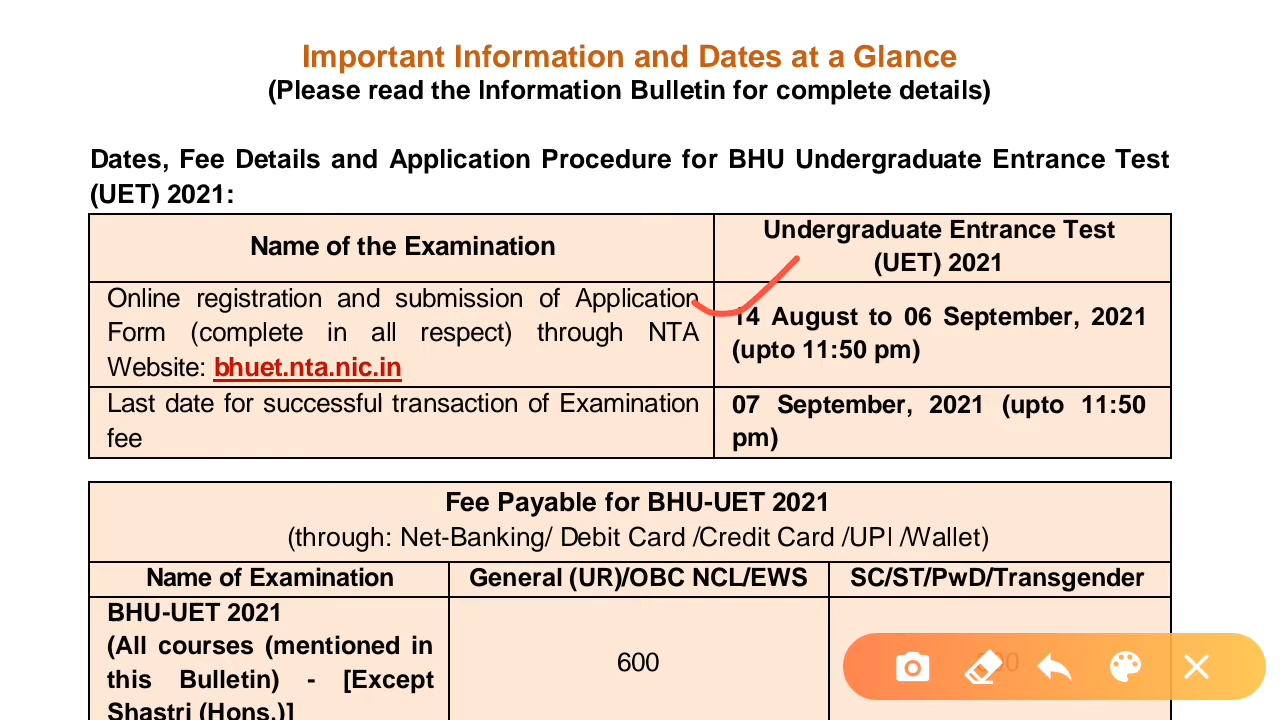 Important Information and Dates at a Glance
(Please read the Information Bulletin for complete details)
Dates, Fee Details and Application Procedure for BHU Undergraduate Entrance Test
(UET) 2021:
Name of the Examination
Undergraduate Entrance Test
(UET) 2021
Online registration and submission of Application
Form (complete in all respect) through NTA
Website: bhuet.nta.nic.in
14 August to 06 September, 2021
(upto 11:50 pm)
Last date for successful transaction of Examination
fee
07 September, 2021 (upto 11:50
pm)
Fee Payable for BHU-UET 2021
(through: Net-Banking/ Debit Card /Credit Card /UPI /Wallet)
Name of Examination
General (UR)/OBC NCL/EWS
SC/ST/PwD/Transgender
BHU-UET 2021
(All courses (mentioned in
this Bulletin) - [Except
Shastri (Hons.)]
600